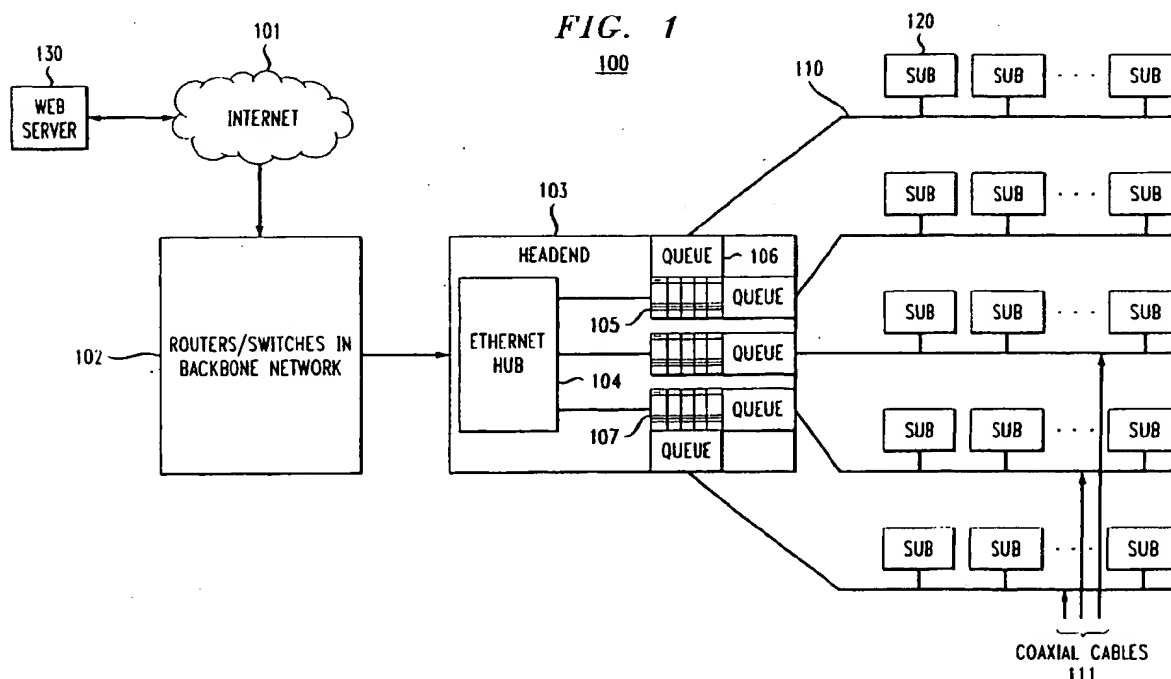 FIG. 1
100
130
WEB
SERVER
101
INTERNET
102
ROUTERS/SWITCHES IN
BACKBONE NETWORK
103
HEADEND
ETHERNET
HUB
104
QUEUE
106
105
QUEUE
QUEUE
107
QUEUE
QUEUE
110
120
SUB
SUB
. . .
SUB
SUB
SUB
. . .
SUB
SUB
SUB
. . .
SUB
SUB
SUB
. . .
SUB
SUB
SUB
. . .
SUB
COAXIAL CABLES
111